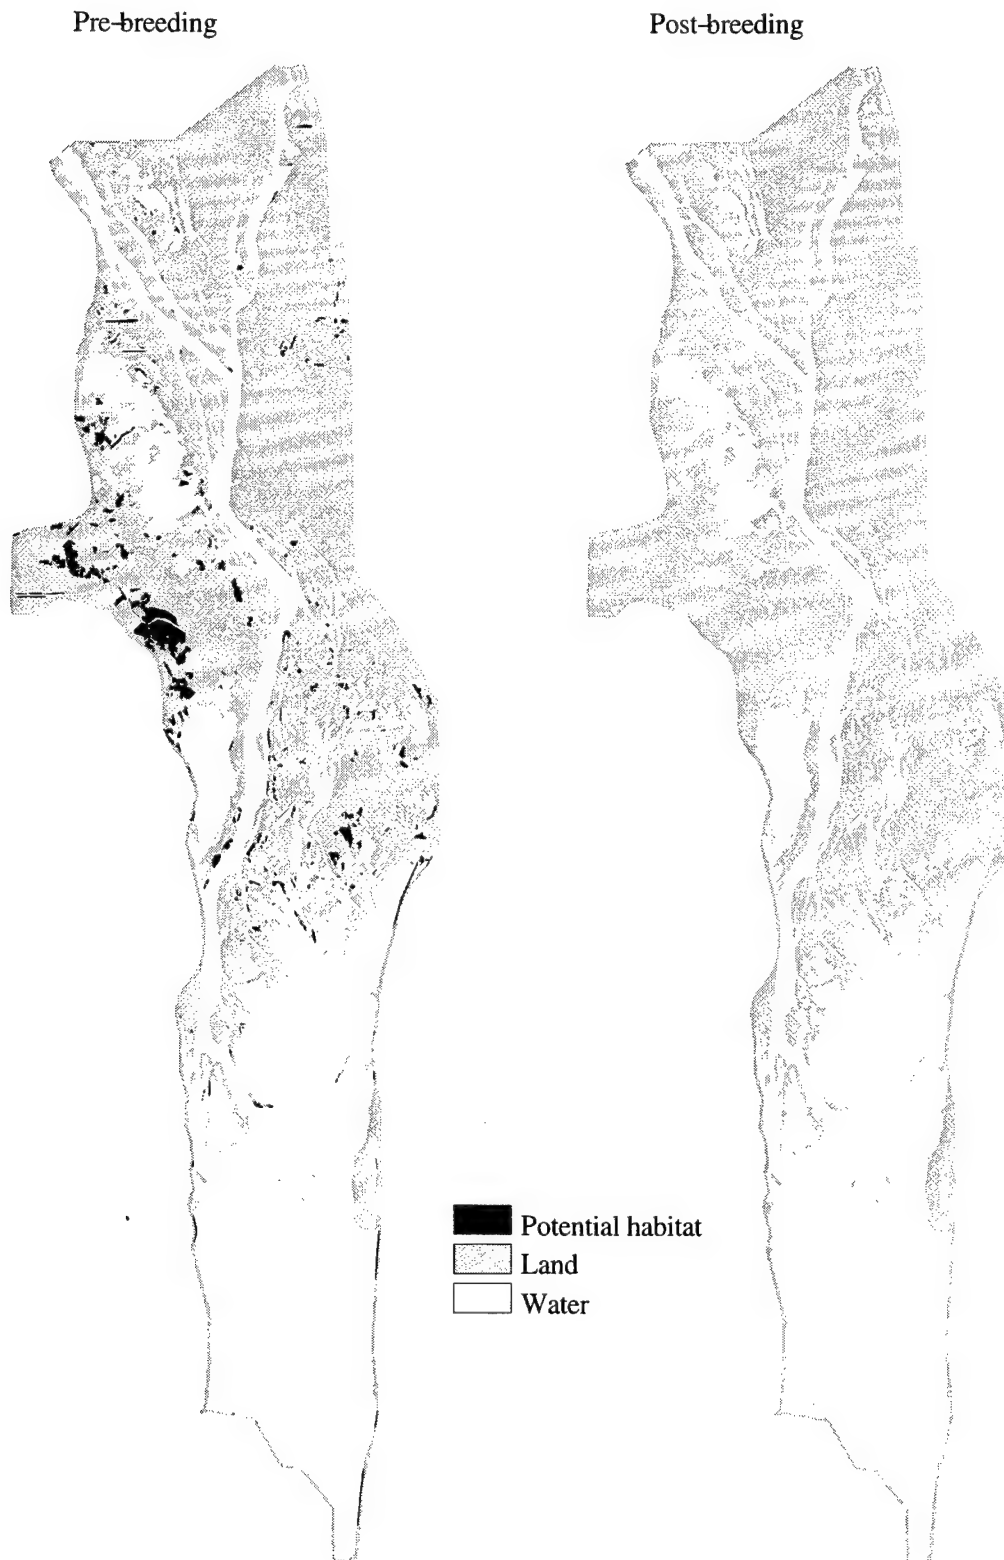 Pre-breeding
Post-breeding
Potential habitat
Land
Water